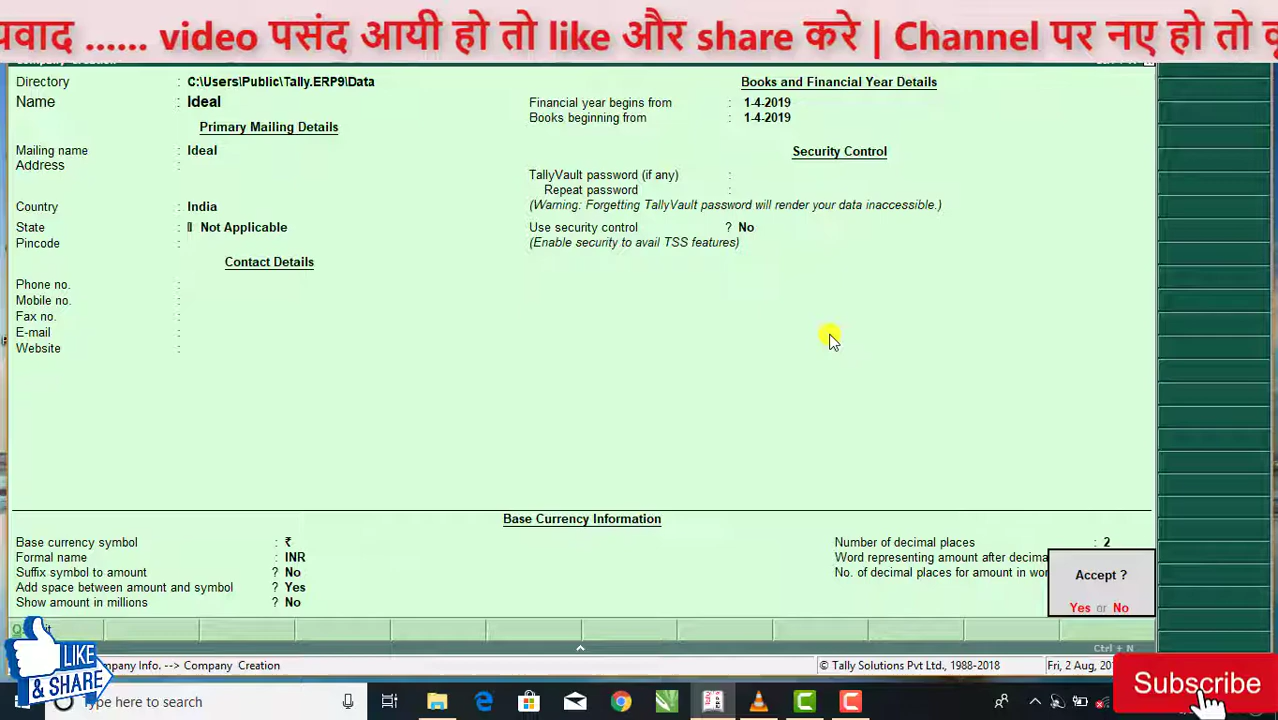 यवाद ...... video पसंद आयी हो तो like और share करे | Channel पर नए हो तो
Directory : C:\Users\Public\Tally.ERP9\Data
Name : Ideal
Primary Mailing Details
Mailing name : Ideal
Address :
Country : India
State : Not Applicable
Pincode :
Contact Details
Phone no. :
Mobile no. :
Fax no. :
E-mail :
Website :
Books and Financial Year Details
Financial year begins from : 1-4-2019
Books beginning from : 1-4-2019
Security Control
TallyVault password (if any) :
Repeat password :
(Warning: Forgetting TallyVault password will render your data inaccessible.)
Use security control ? No
(Enable security to avail TSS features)
Base Currency Information
Base currency symbol : ₹
Formal name : INR
Suffix symbol to amount ? No
Add space between amount and symbol ? Yes
Show amount in millions ? No
Number of decimal places : 2
Word representing amount after decima
No. of decimal places for amount in wor
Accept ?
Yes or No
Ctrl + N
mpany Info. --> Company Creation
© Tally Solutions Pvt Ltd., 1988-2018
Fri, 2 Aug, 20
LIKE
& SHARE
Type here to search
Subscribe